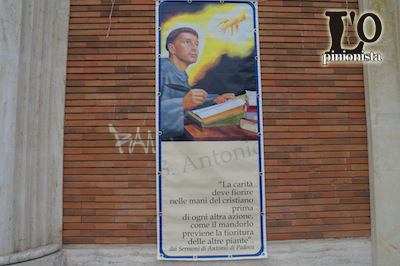 L'O
pinionista
S. Antonio
"La carità
deve fiorire
nelle mani del cristiano
prima
di ogni altra azione,
come il mandorlo
previene la fioritura
delle altre piante"
dai Sermoni di Antonio di Padova